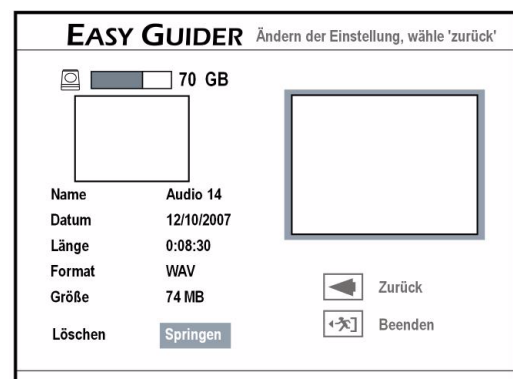 EASY GUIDER Ändern der Einstellung, wähle 'zurück'
70 GB
Name Audio 14
Datum 12/10/2007
Länge 0:08:30
Format WAV
Größe 74 MB
Löschen Springen
Zurück
Beenden